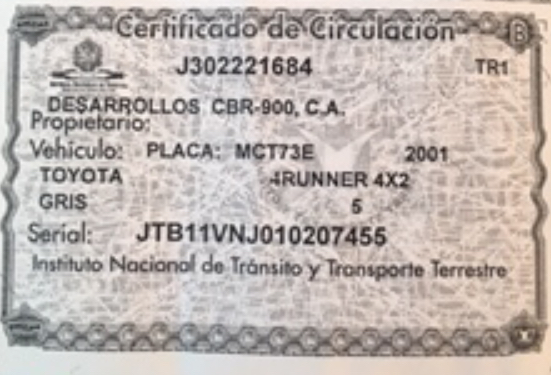 Certificado de Circulación B
J302221684 TR1
DESARROLLOS CBR-900, C.A.
Propietario:
Vehículo: PLACA: MCT73E 2001
TOYOTA 4RUNNER 4X2
GRIS 5
Serial: JTB11VNJ010207455
Instituto Nacional de Tránsito y Transporte Terrestre